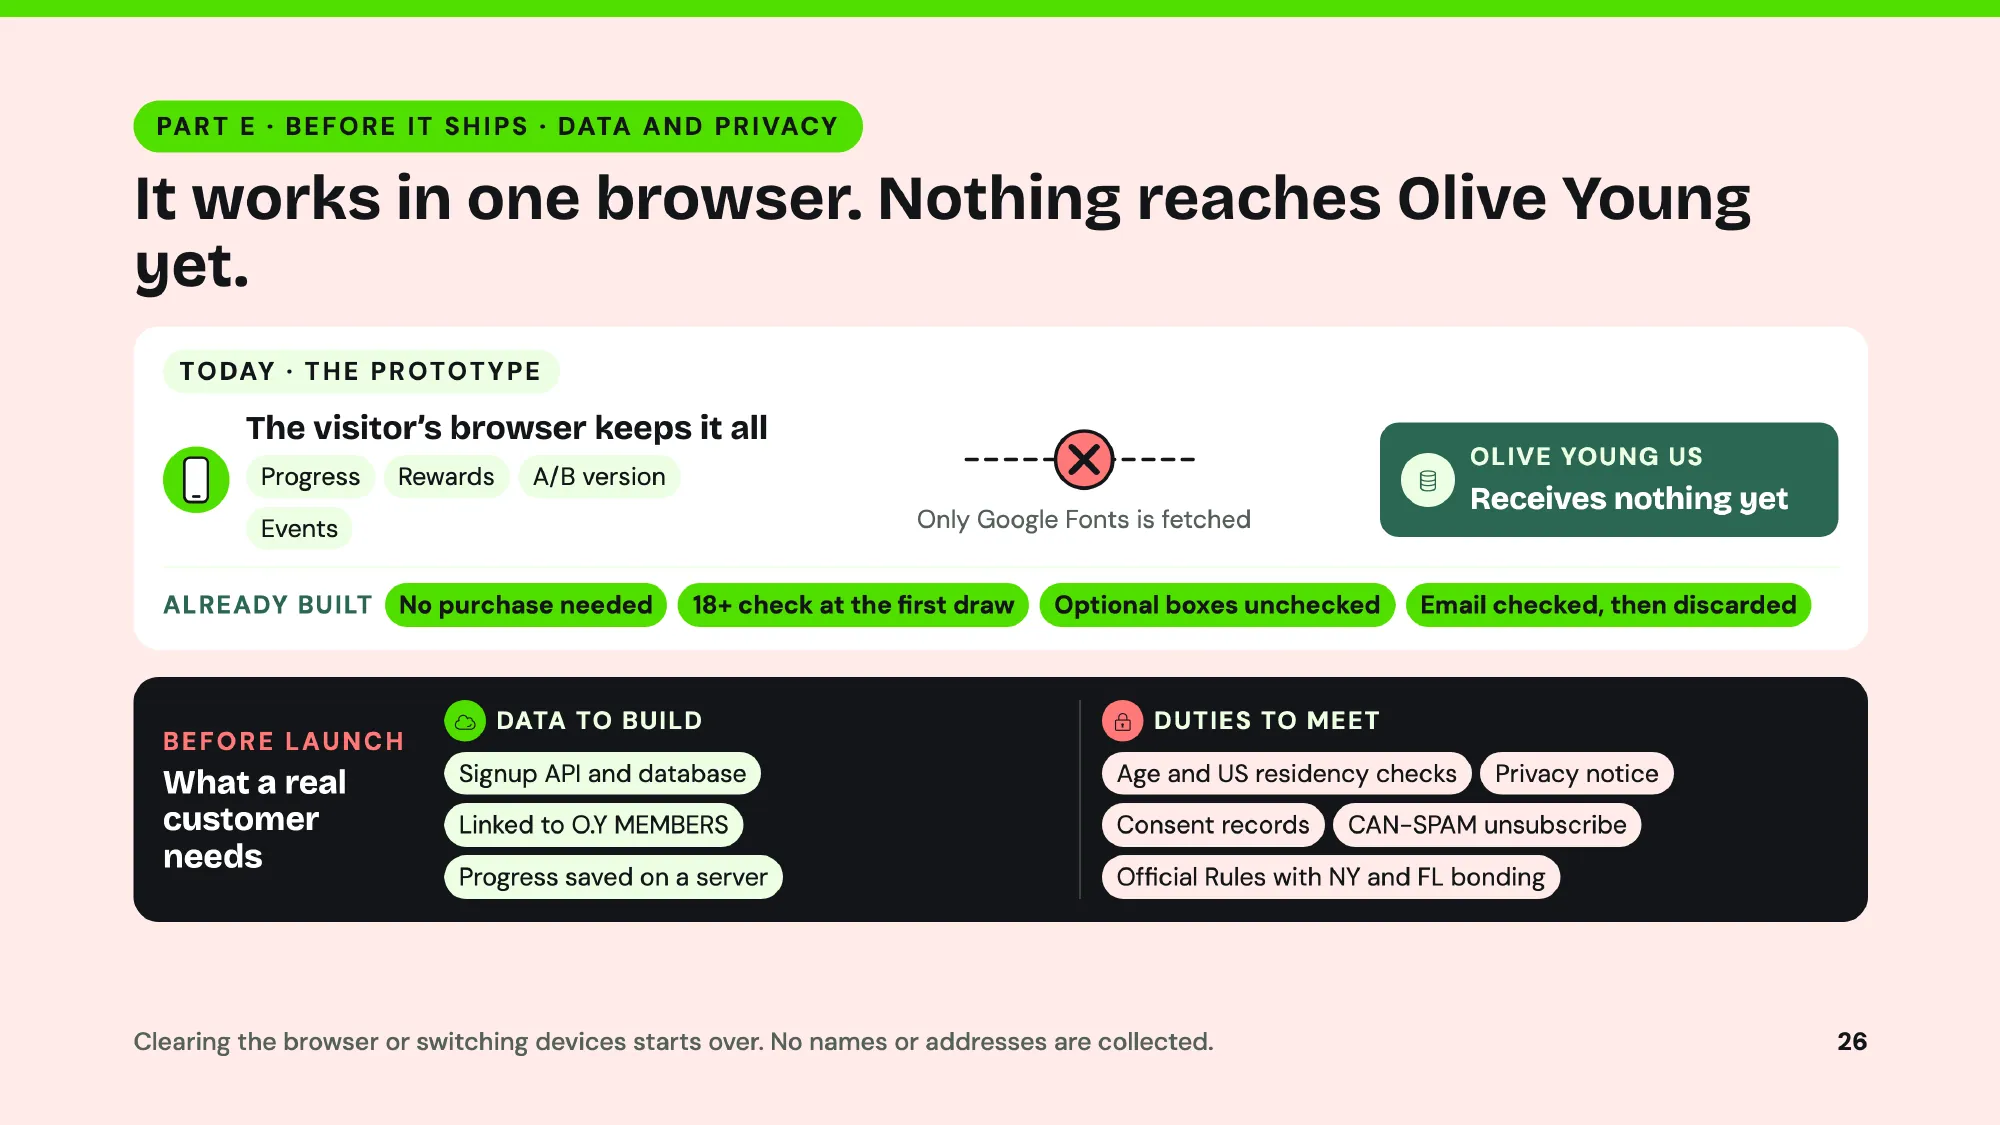 PART E · BEFORE IT SHIPS · DATA AND PRIVACY
It works in one browser. Nothing reaches Olive Young
yet.
TODAY · THE PROTOTYPE
The visitor’s browser keeps it all
Progress
Rewards
A/B version
Events
Only Google Fonts is fetched
OLIVE YOUNG US
Receives nothing yet
ALREADY BUILT
No purchase needed
18+ check at the first draw
Optional boxes unchecked
Email checked, then discarded
BEFORE LAUNCH
What a real
customer
needs
DATA TO BUILD
Signup API and database
Linked to O.Y MEMBERS
Progress saved on a server
DUTIES TO MEET
Age and US residency checks
Privacy notice
Consent records
CAN-SPAM unsubscribe
Official Rules with NY and FL bonding
Clearing the browser or switching devices starts over. No names or addresses are collected.
26